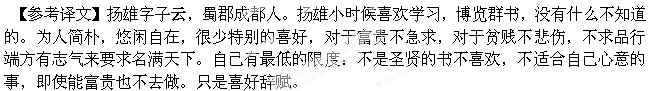 【参考译文】扬雄字子云，蜀郡成都人。扬雄小时候喜欢学习，博览群书，没有什么不知道
的。为人简朴，悠闲自在，很少特别的喜好，对于富贵不急求，对于贫贱不悲伤，不求品行
端方有志气来要求名满天下。自己有最低的限度：不是圣贤的书不喜欢，不适合自己心意的
事，即使能富贵也不去做。只是喜好辞赋。